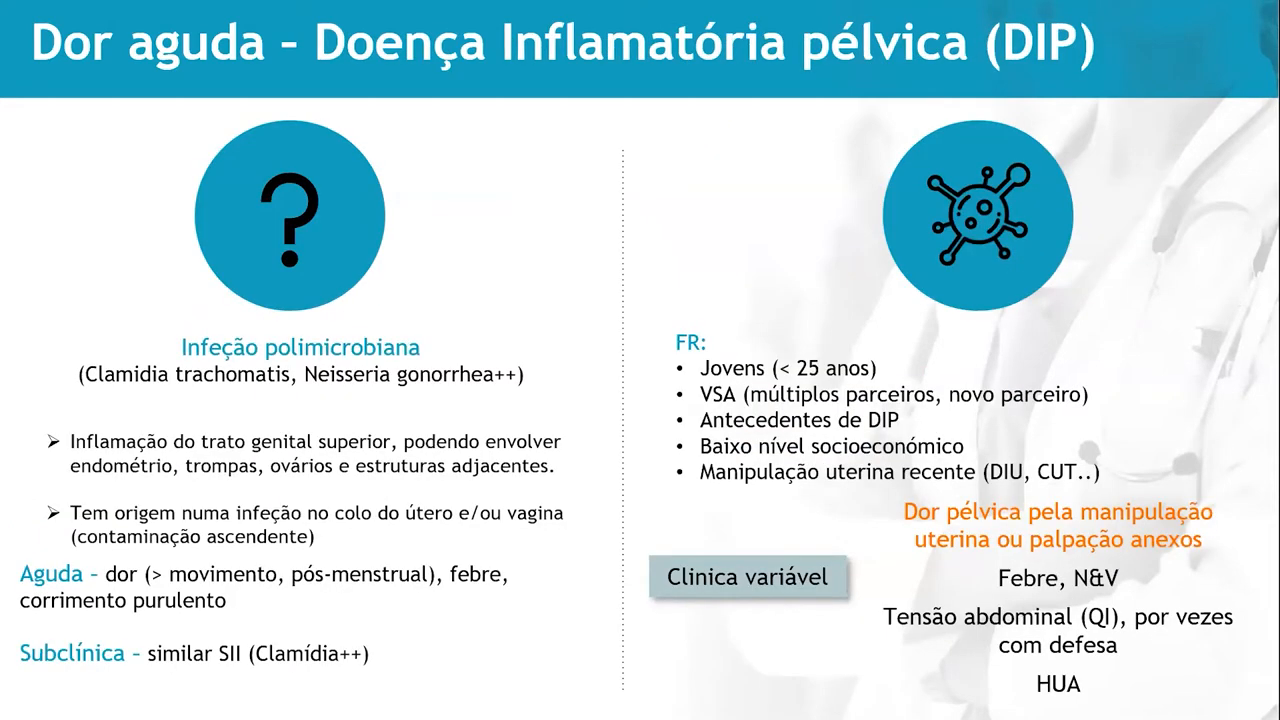 Dor aguda – Doença Inflamatória pélvica (DIP)
?
Infeção polimicrobiana
(Clamidia trachomatis, Neisseria gonorrhea++)
➢ Inflamação do trato genital superior, podendo envolver
endométrio, trompas, ovários e estruturas adjacentes.
➢ Tem origem numa infeção no colo do útero e/ou vagina
(contaminação ascendente)
Aguda – dor (> movimento, pós-menstrual), febre,
corrimento purulento
Subclínica – similar SII (Clamídia++)
FR:
• Jovens (< 25 anos)
• VSA (múltiplos parceiros, novo parceiro)
• Antecedentes de DIP
• Baixo nível socioeconómico
• Manipulação uterina recente (DIU, CUT..)
Clinica variável
Dor pélvica pela manipulação
uterina ou palpação anexos
Febre, N&V
Tensão abdominal (QI), por vezes
com defesa
HUA